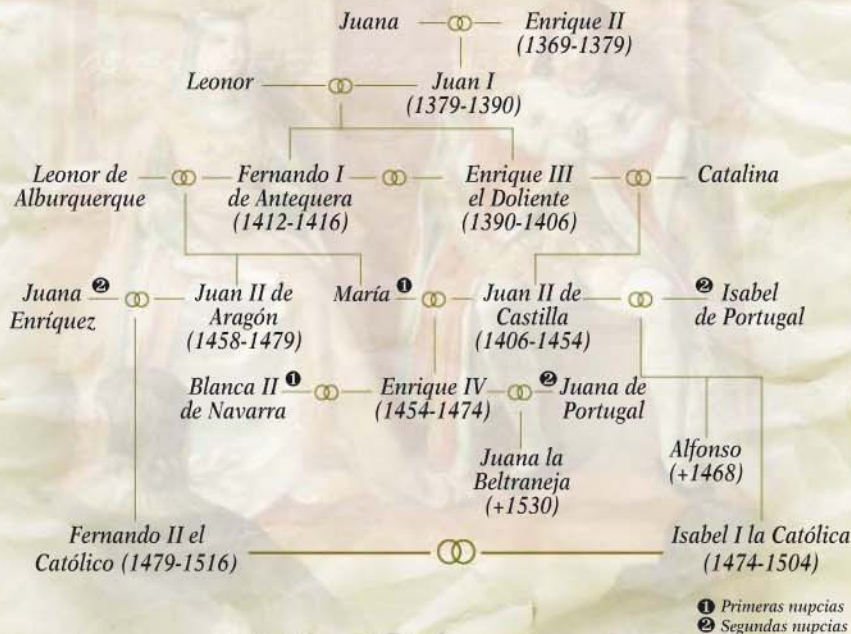 Juana
Enrique II
(1369-1379)
Leonor
Juan I
(1379-1390)
Leonor de
Alburquerque
Fernando I
de Antequera
(1412-1416)
Enrique III
el Doliente
(1390-1406)
Catalina
Juana ❷
Enríquez
Juan II de
Aragón
(1458-1479)
María ❶
Juan II de
Castilla
(1406-1454)
❷ Isabel
de Portugal
Blanca II ❶
de Navarra
Enrique IV
(1454-1474)
❷ Juana de
Portugal
Juana la
Beltraneja
(+1530)
Alfonso
(+1468)
Fernando II el
Católico (1479-1516)
Isabel I la Católica
(1474-1504)
❶ Primeras nupcias
❷ Segundas nupcias